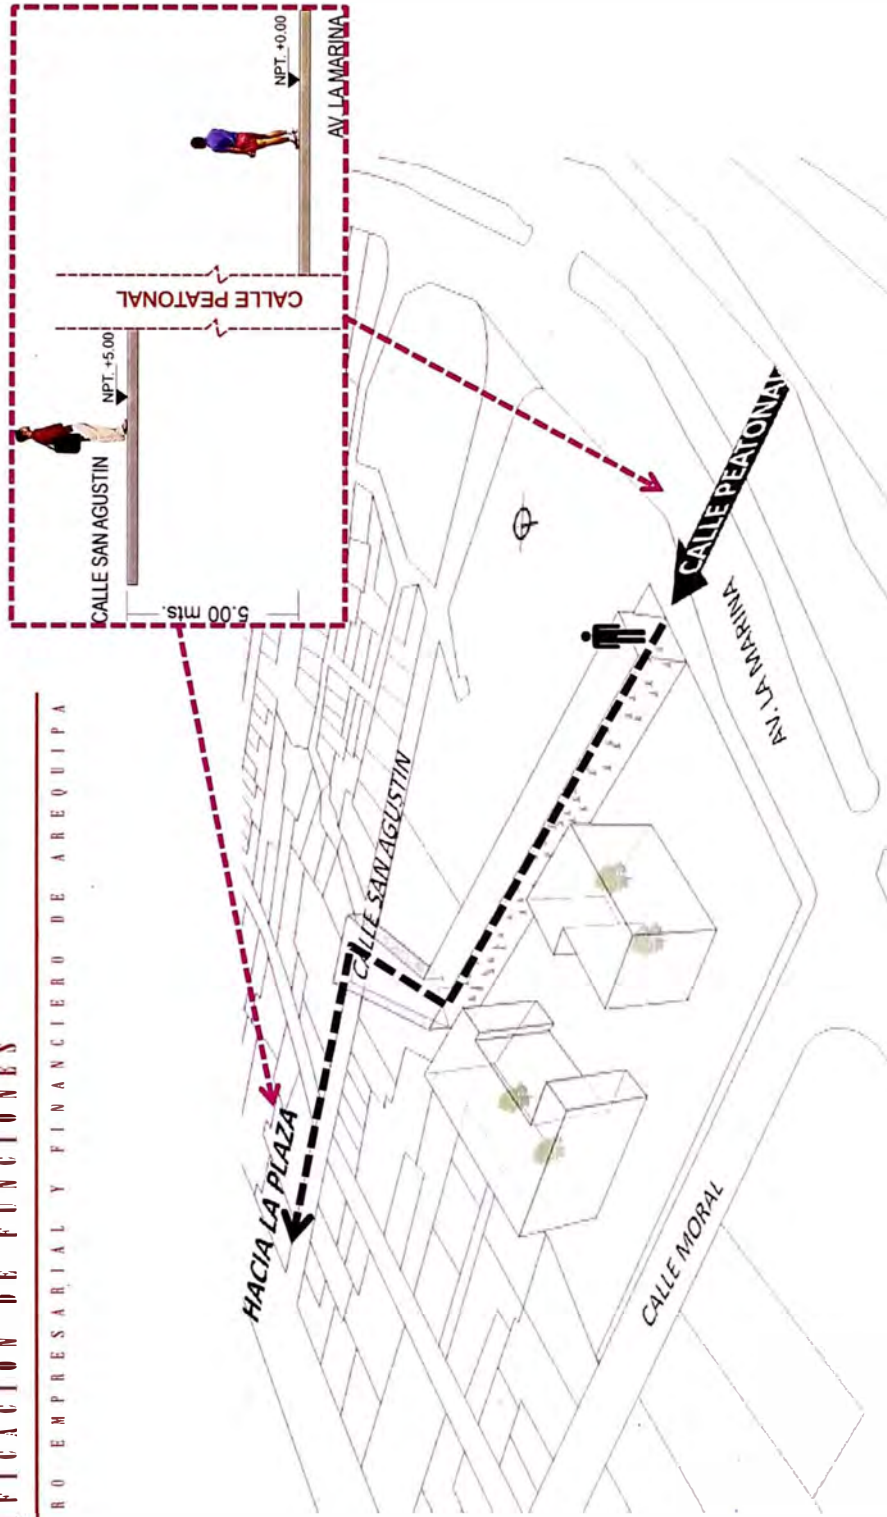 FICACION DE FUNCIONES
RO EMPRESARIAL Y FINANCIERO DE AREQUIPA
CALLE SAN AGUSTIN
NPT. +5.00
5.00 mts.
CALLE PEATONAL
NPT. +0.00
AV. LA MARINA
HACIA LA PLAZA
CALLE SAN AGUSTIN
CALLE PEATONAL
AV. LA MARINA
CALLE MORAL